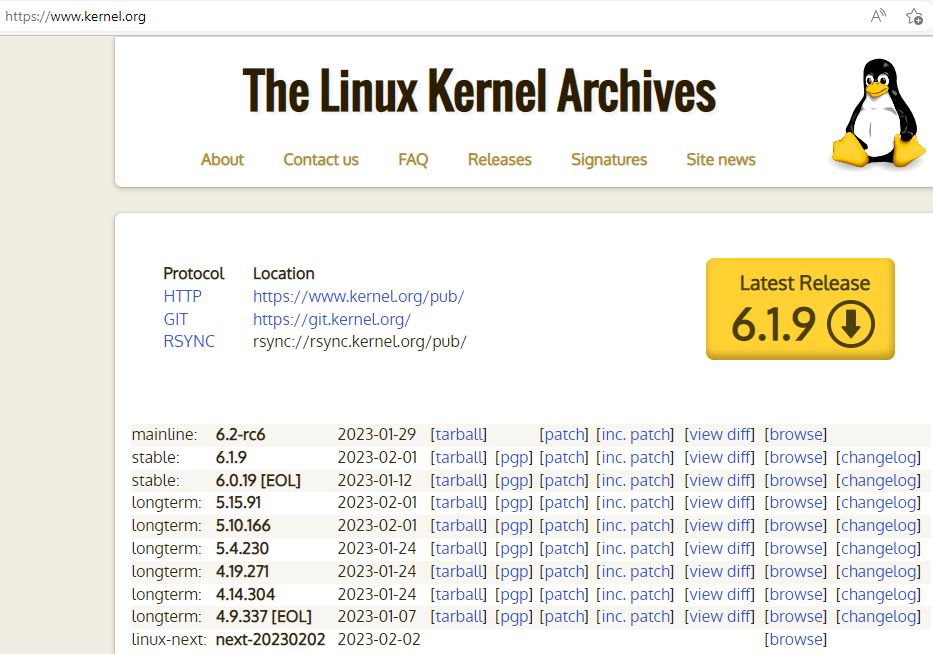 https://www.kernel.org
The Linux Kernel Archives
About Contact us FAQ Releases Signatures Site news
Protocol Location
HTTP https://www.kernel.org/pub/
GIT https://git.kernel.org/
RSYNC rsync://rsync.kernel.org/pub/
Latest Release
6.1.9
mainline: 6.2-rc6 2023-01-29 [tarball] [patch] [inc. patch] [view diff] [browse]
stable: 6.1.9 2023-02-01 [tarball] [pgp] [patch] [inc. patch] [view diff] [browse] [changelog]
stable: 6.0.19 [EOL] 2023-01-12 [tarball] [pgp] [patch] [inc. patch] [view diff] [browse] [changelog]
longterm: 5.15.91 2023-02-01 [tarball] [pgp] [patch] [inc. patch] [view diff] [browse] [changelog]
longterm: 5.10.166 2023-02-01 [tarball] [pgp] [patch] [inc. patch] [view diff] [browse] [changelog]
longterm: 5.4.230 2023-01-24 [tarball] [pgp] [patch] [inc. patch] [view diff] [browse] [changelog]
longterm: 4.19.271 2023-01-24 [tarball] [pgp] [patch] [inc. patch] [view diff] [browse] [changelog]
longterm: 4.14.304 2023-01-24 [tarball] [pgp] [patch] [inc. patch] [view diff] [browse] [changelog]
longterm: 4.9.337 [EOL] 2023-01-07 [tarball] [pgp] [patch] [inc. patch] [view diff] [browse] [changelog]
linux-next: next-20230202 2023-02-02 [browse]